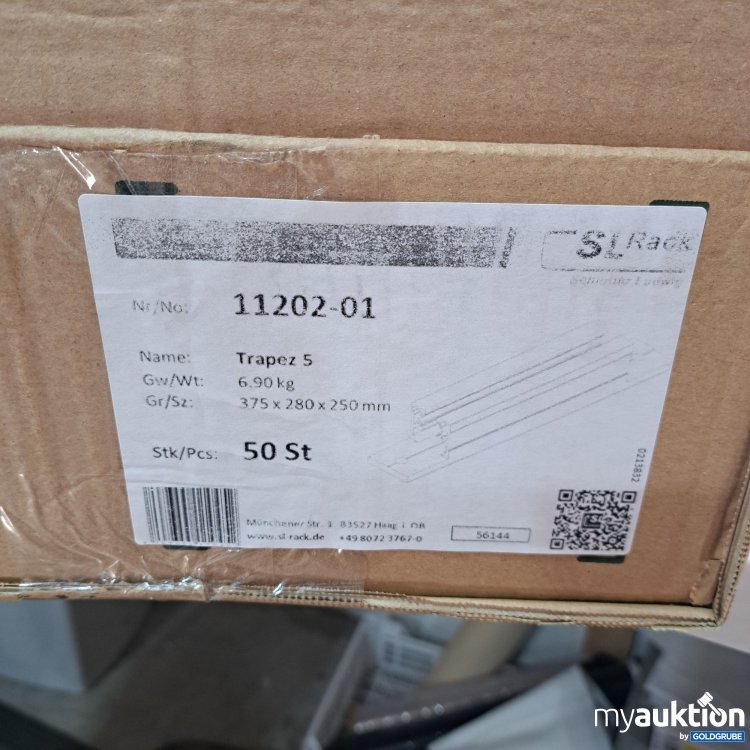 SL Rack
Nr/No: 11202-01
Name: Trapez 5
Gw/Wt: 6.90 kg
Gr/Sz: 375 x 280 x 250 mm
Stk/Pcs: 50 St
0213832
Münchener Str. 1 83527 Haag i. OB
www.sl-rack.de +49 8072 3767-0
56144
myauktion
by GOLDGRUBE